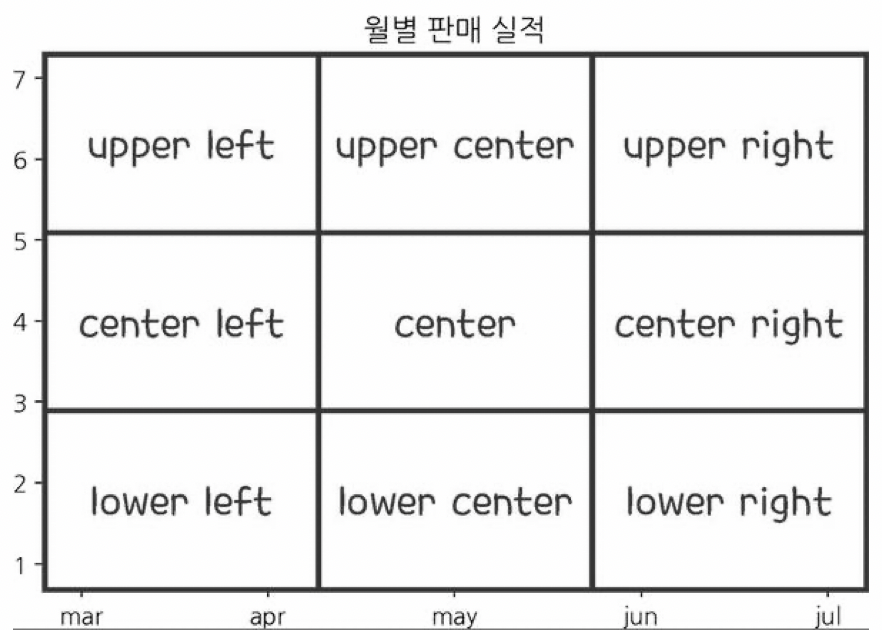 월별 판매 실적
7
upper left upper center upper right
6
5
center left center center right
4
3
lower left lower center lower right
2
1
mar apr may jun jul